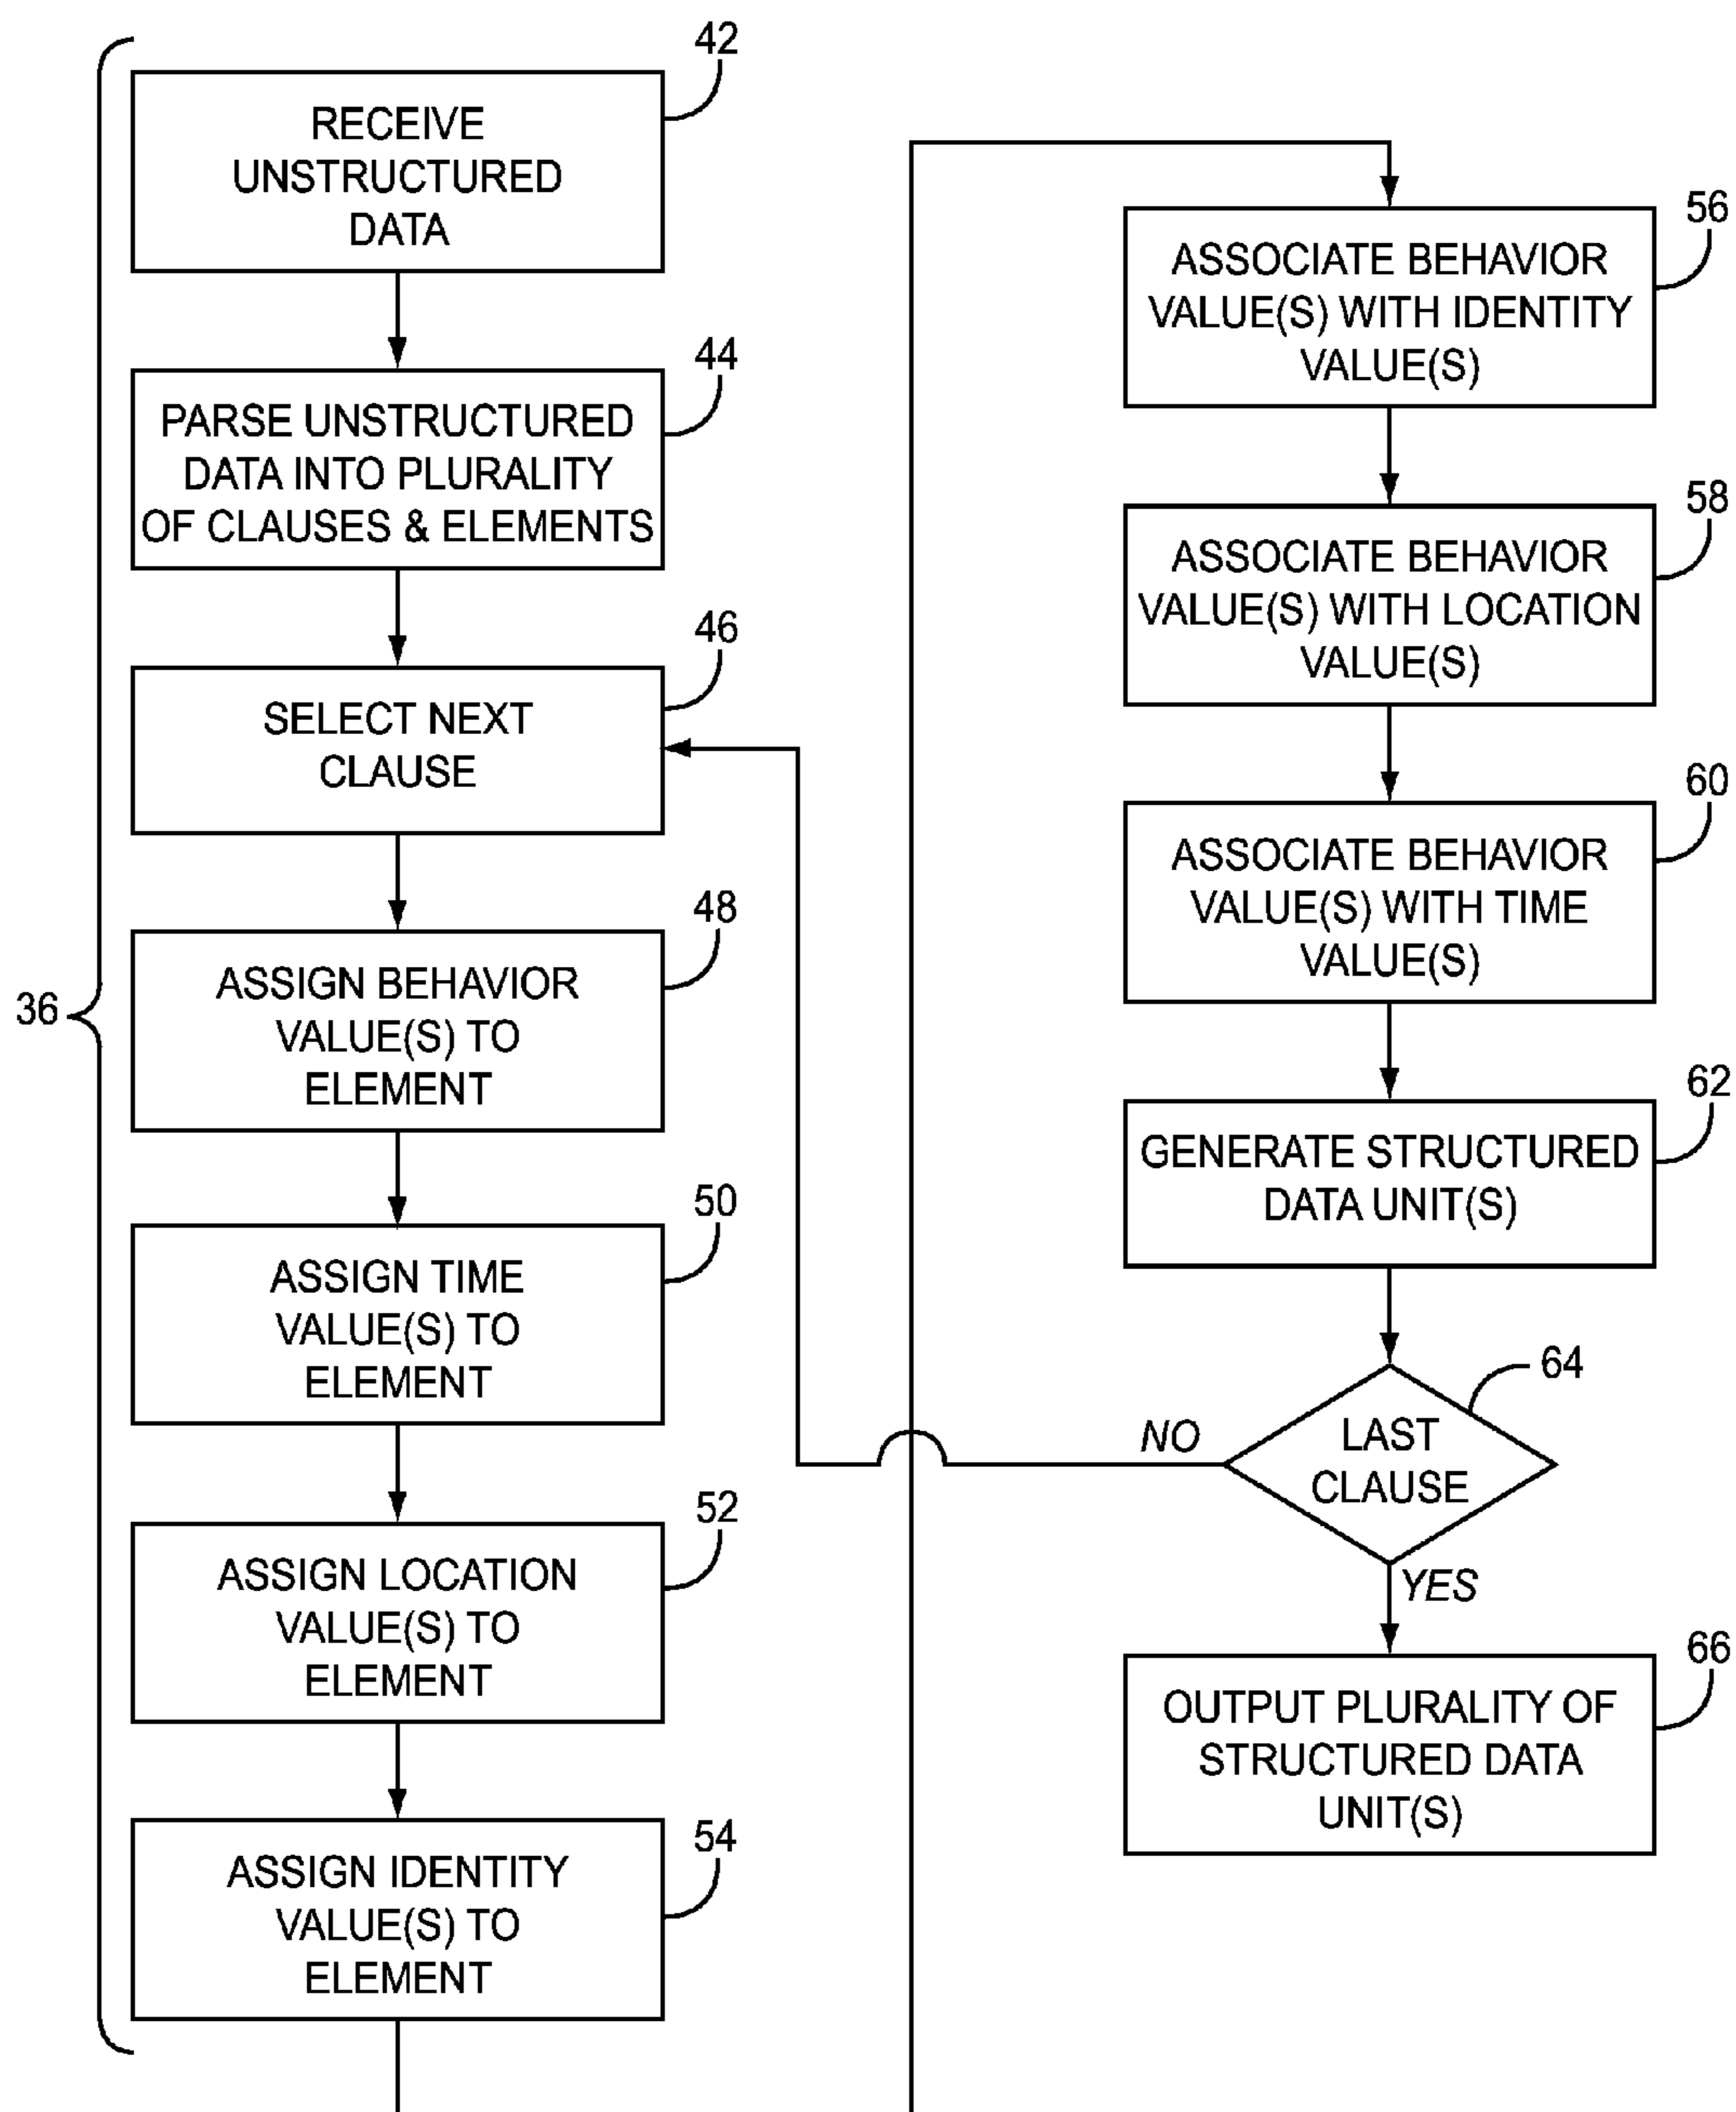 42
RECEIVE
UNSTRUCTURED
DATA
44
PARSE UNSTRUCTURED
DATA INTO PLURALITY
OF CLAUSES & ELEMENTS
46
SELECT NEXT
CLAUSE
48
ASSIGN BEHAVIOR
VALUE(S) TO
ELEMENT
36
50
ASSIGN TIME
VALUE(S) TO
ELEMENT
52
ASSIGN LOCATION
VALUE(S) TO
ELEMENT
54
ASSIGN IDENTITY
VALUE(S) TO
ELEMENT
56
ASSOCIATE BEHAVIOR
VALUE(S) WITH IDENTITY
VALUE(S)
58
ASSOCIATE BEHAVIOR
VALUE(S) WITH LOCATION
VALUE(S)
60
ASSOCIATE BEHAVIOR
VALUE(S) WITH TIME
VALUE(S)
62
GENERATE STRUCTURED
DATA UNIT(S)
64
LAST
CLAUSE
NO
YES
66
OUTPUT PLURALITY OF
STRUCTURED DATA
UNIT(S)